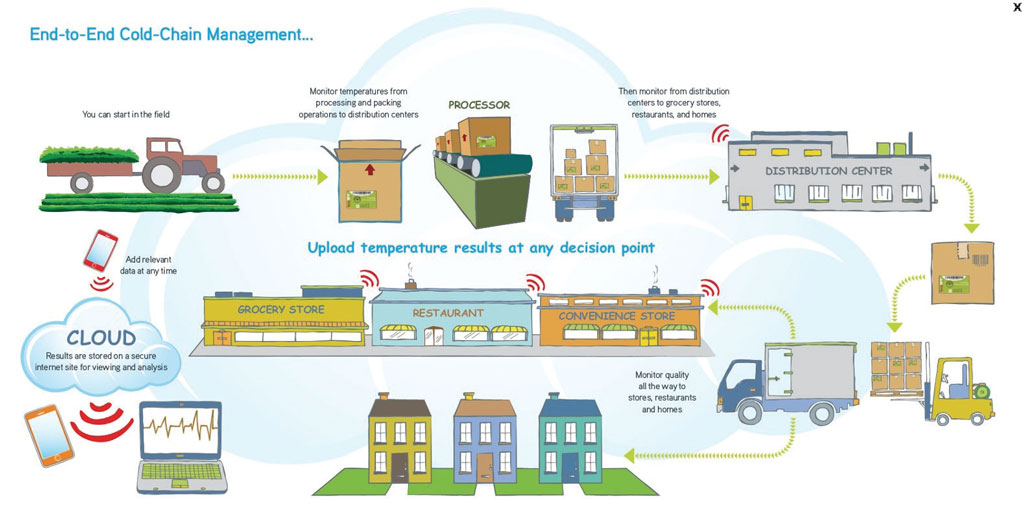 X
End-to-End Cold-Chain Management...
You can start in the field
Monitor temperatures from
processing and packing
operations to distribution centers
PROCESSOR
Then monitor from distribution
centers to grocery stores,
restaurants, and homes
DISTRIBUTION CENTER
Upload temperature results at any decision point
Add relevant
data at any time
GROCERY STORE
RESTAURANT
CONVENIENCE STORE
CLOUD
Results are stored on a secure
internet site for viewing and analysis
Monitor quality
all the way to
stores, restaurants
and homes